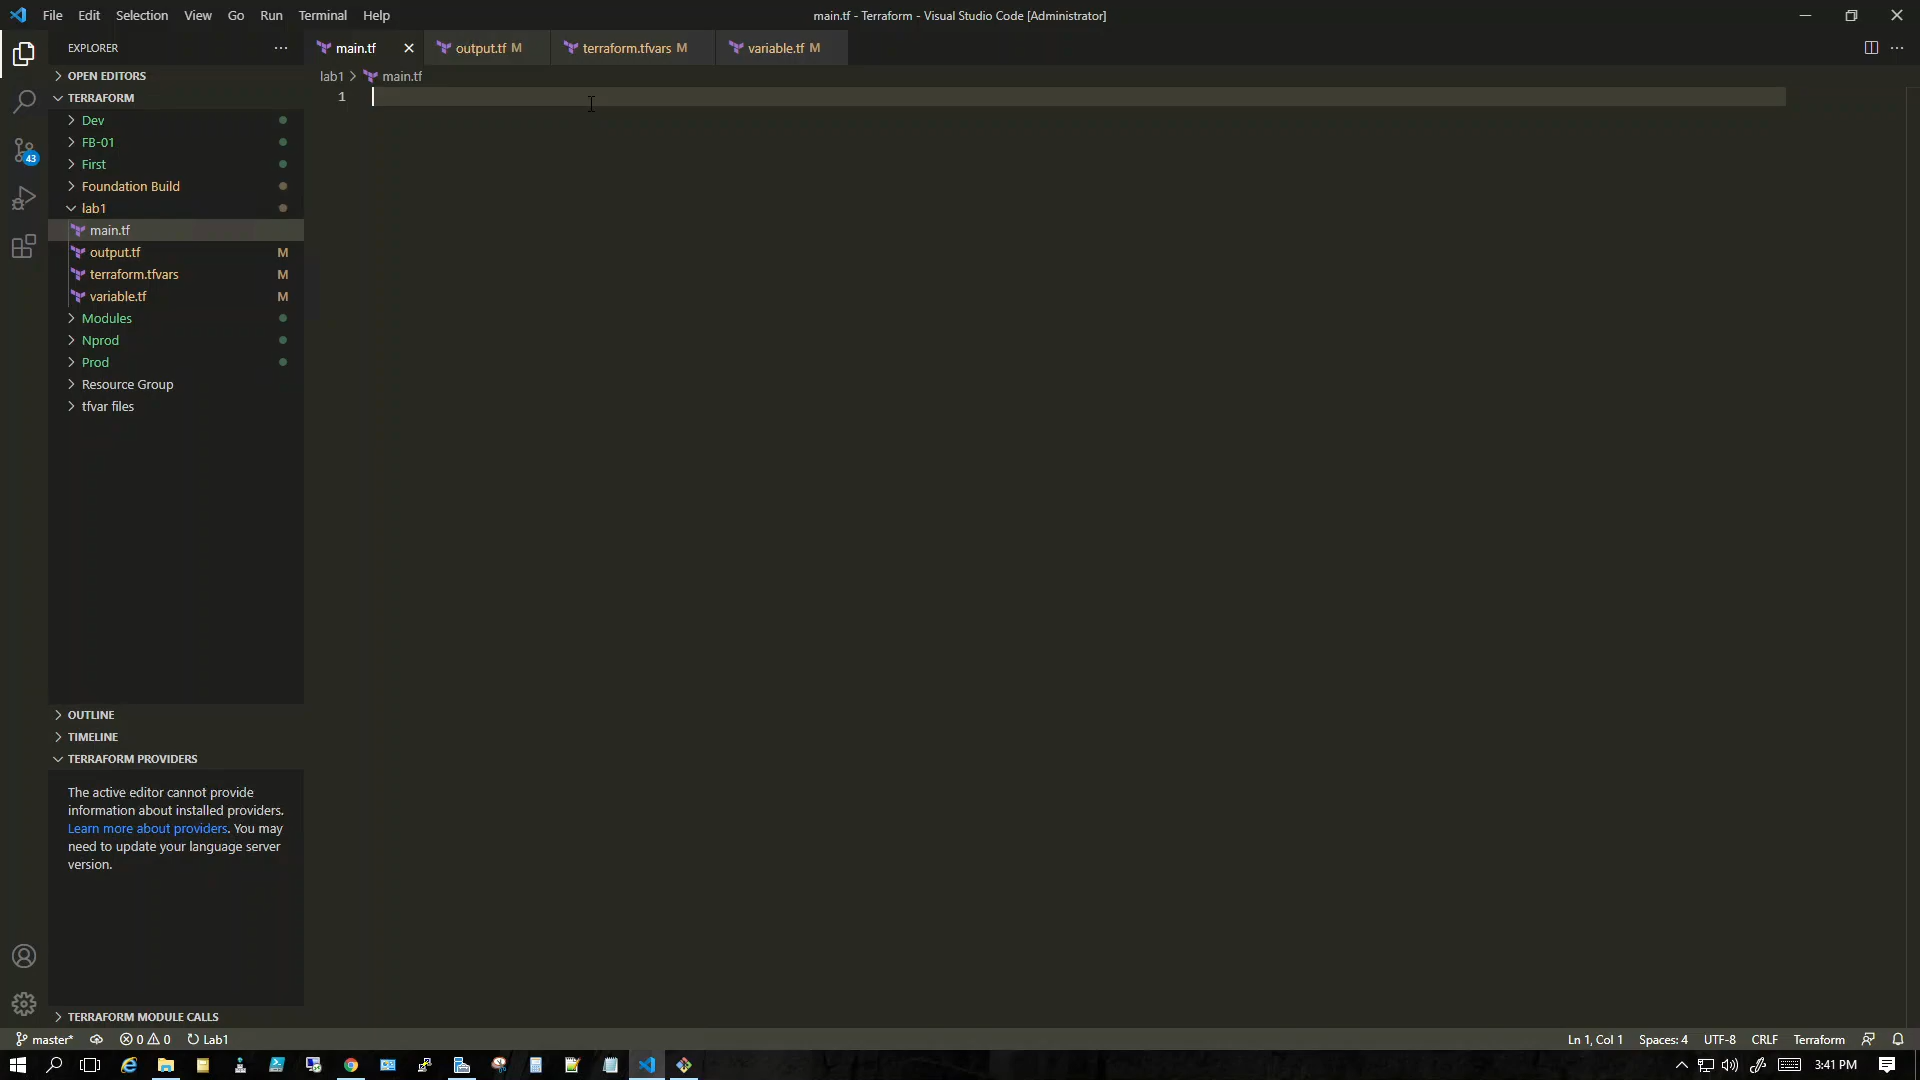 File Edit Selection View Go Run Terminal Help
main.tf - Terraform - Visual Studio Code [Administrator]
EXPLORER
main.tf
output.tf M
terraform.tfvars M
variable.tf M
OPEN EDITORS
lab1 > main.tf
TERRAFORM
1
Dev
FB-01
43
First
Foundation Build
lab1
main.tf
output.tf M
terraform.tfvars M
variable.tf M
Modules
Nprod
Prod
Resource Group
tfvar files
OUTLINE
TIMELINE
TERRAFORM PROVIDERS
The active editor cannot provide
information about installed providers.
Learn more about providers. You may
need to update your language server
version.
TERRAFORM MODULE CALLS
master* 0 0 Lab1
Ln 1, Col 1 Spaces: 4 UTF-8 CRLF Terraform
3:41 PM